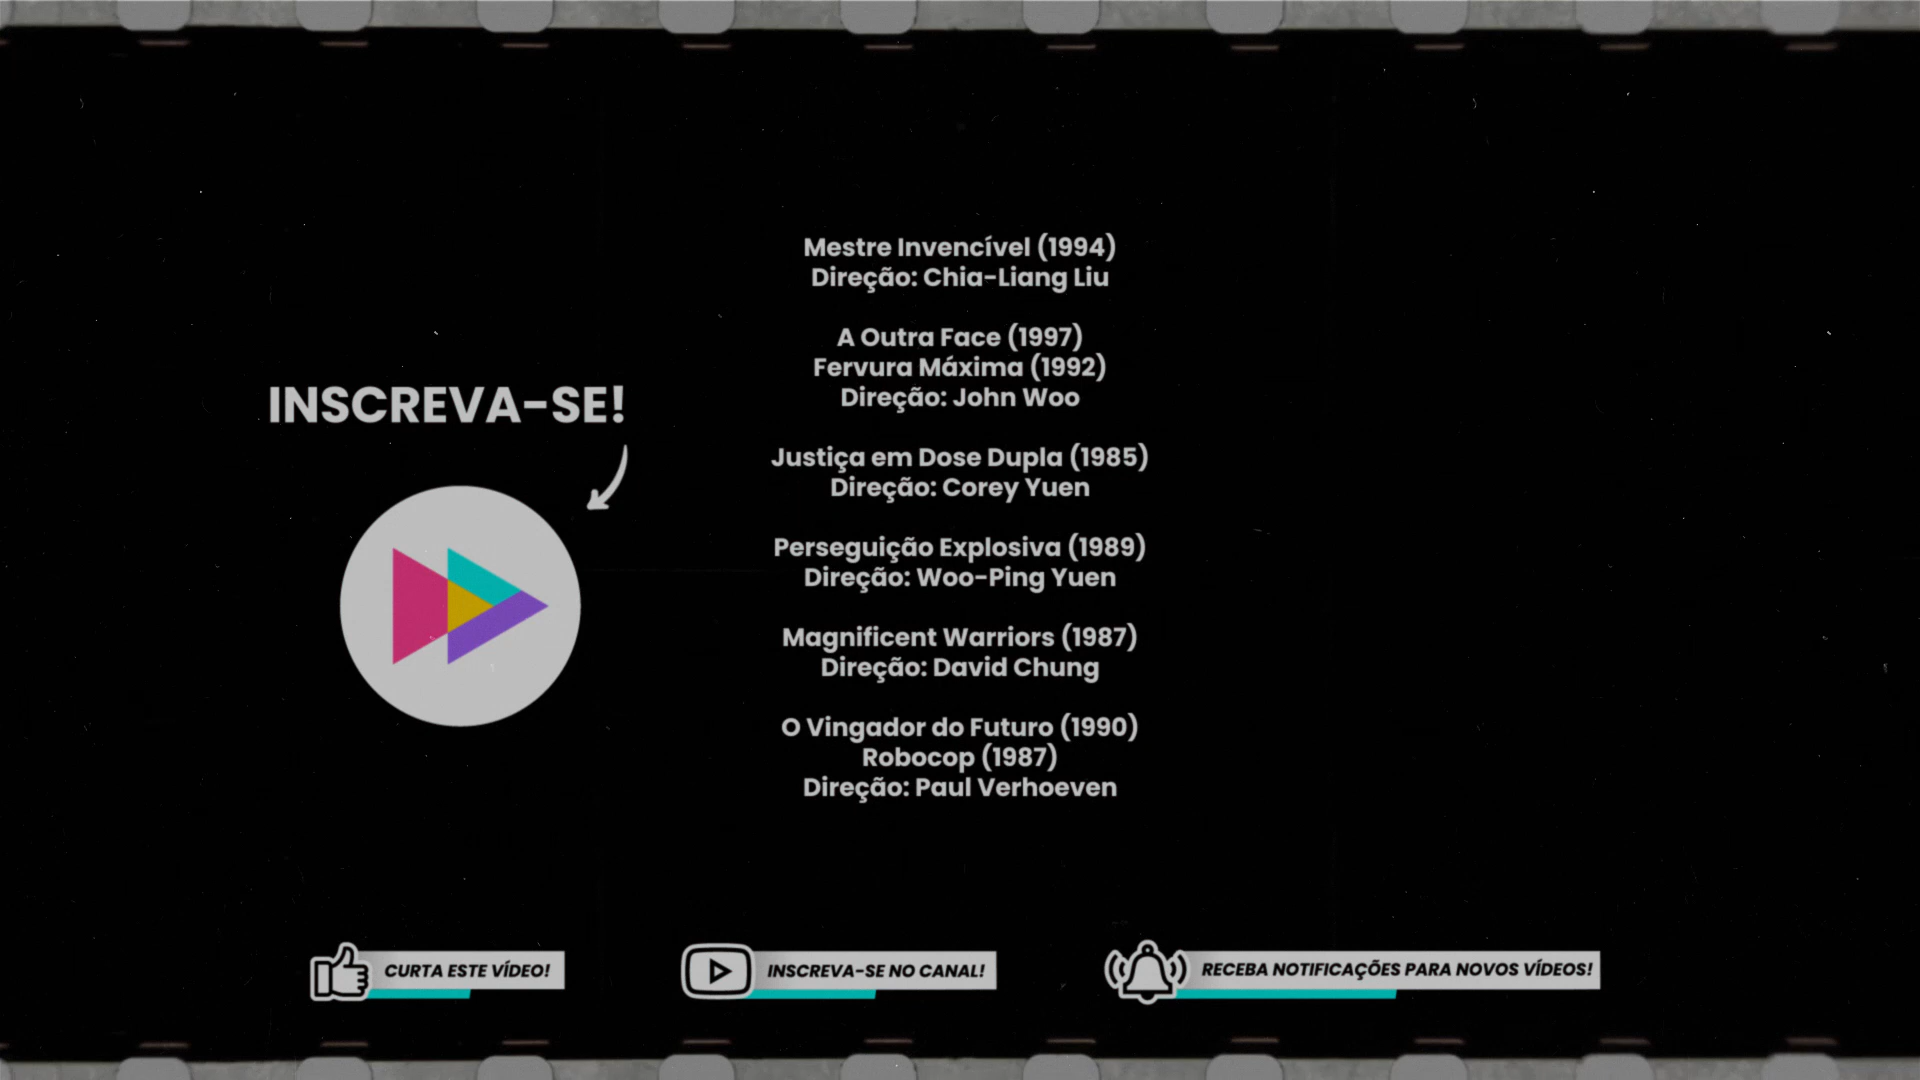 INSCREVA-SE!
Mestre Invencível (1994)
Direção: Chia-Liang Liu
A Outra Face (1997)
Fervura Máxima (1992)
Direção: John Woo
Justiça em Dose Dupla (1985)
Direção: Corey Yuen
Perseguição Explosiva (1989)
Direção: Woo-Ping Yuen
Magnificent Warriors (1987)
Direção: David Chung
O Vingador do Futuro (1990)
Robocop (1987)
Direção: Paul Verhoeven
CURTA ESTE VÍDEO!
INSCREVA-SE NO CANAL!
RECEBA NOTIFICAÇÕES PARA NOVOS VÍDEOS!